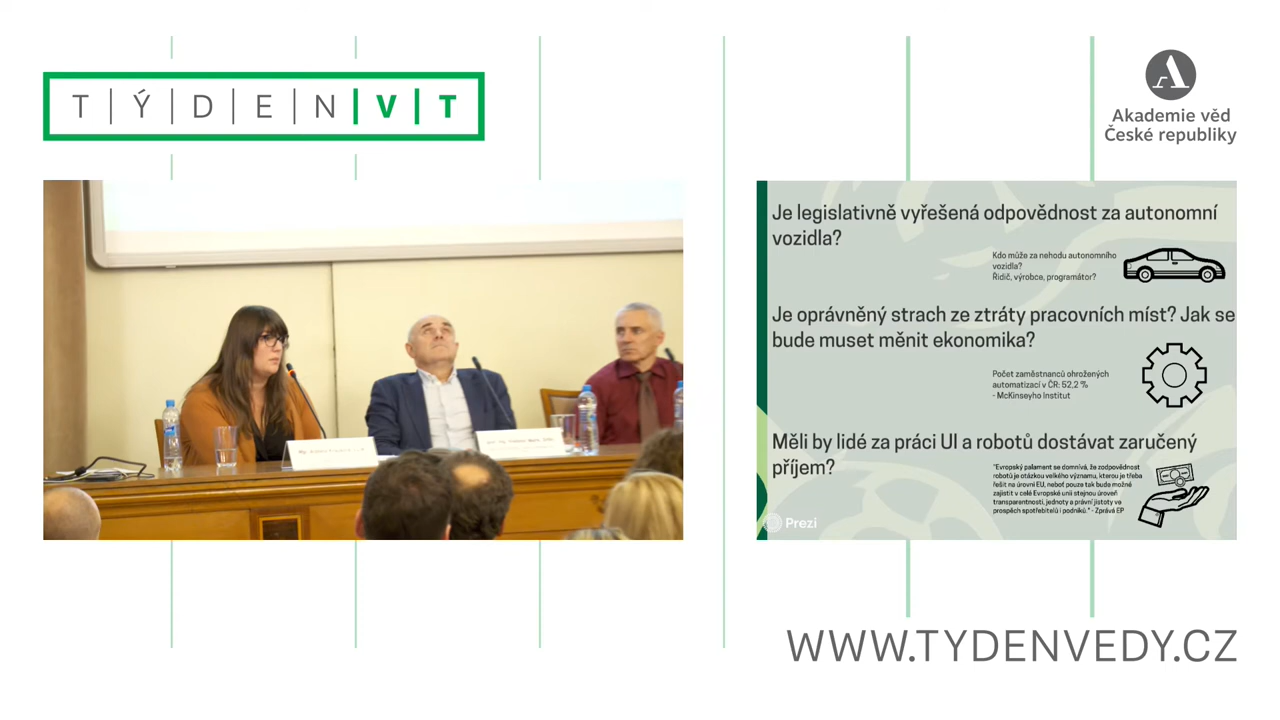 T|Ý|D|E|N|V|T
Akademie věd
České republiky
Je legislativně vyřešená odpovědnost za autonomní
vozidla?
Kdo může za nehodu autonomního
vozidla?
Řidič, výrobce, programátor?
Je oprávněný strach ze ztráty pracovních míst? Jak se
bude muset měnit ekonomika?
Počet zaměstnanců ohrožených
automatizací v ČR: 52,2 %
- McKinseyho Institut
Měli by lidé za práci UI a robotů dostávat zaručený
příjem?
"Evropský palament se domnívá, že zodpovědnost
robotů je otázkou velkého významu, kterou je třeba
řešit na úrovni EU, neboť pouze tak bude možné
zajistit v celé Evropské unii stejnou úroveň
transparentnosti, jednoty a právní jistoty ve
prospěch spotřebitelů i podniků." - Zpráva EP
Prezi
WWW.TYDENVEDY.CZ